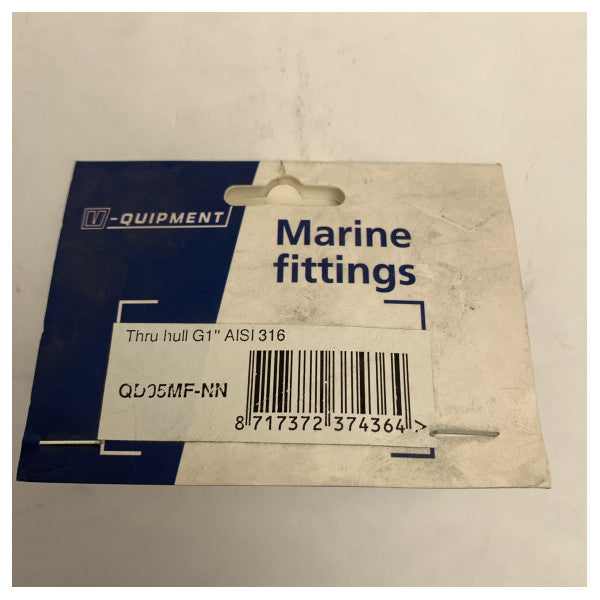 U-QUIPMENT
Marine
fittings
Thru hull G1" AISI 316
QD05MF-NN
8 717372 374364 >